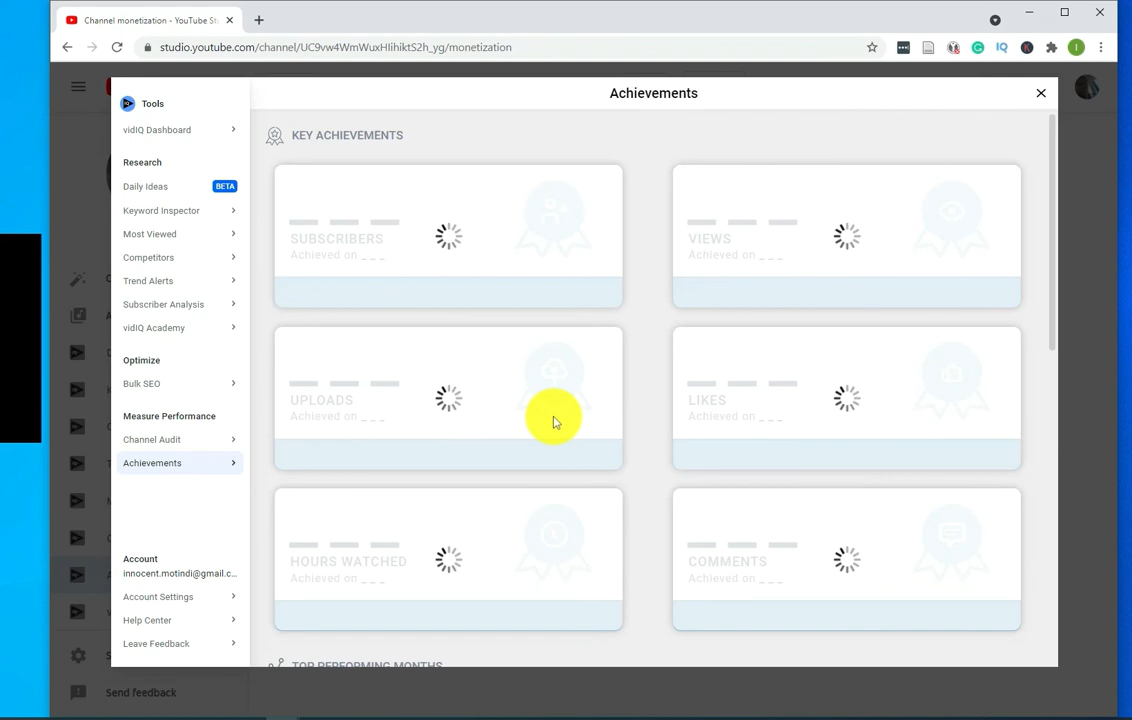 Channel monetization - YouTube St
studio.youtube.com/channel/UC9vw4WmWuxHIihiktS2h_yg/monetization
IQ
K
I
Tools
Achievements
vidIQ Dashboard
KEY ACHIEVEMENTS
Research
Daily Ideas BETA
Keyword Inspector
Most Viewed
Competitors
Trend Alerts
Subscriber Analysis
vidIQ Academy
Optimize
Bulk SEO
Measure Performance
Channel Audit
Achievements
Account
innocent.motindi@gmail.c...
Account Settings
Help Center
Leave Feedback
SUBSCRIBERS
Achieved on _ _ _
VIEWS
Achieved on _ _ _
UPLOADS
Achieved on _ _ _
LIKES
Achieved on _ _ _
HOURS WATCHED
Achieved on _ _ _
COMMENTS
Achieved on _ _ _
TOP PERFORMING MONTHS
Send feedback